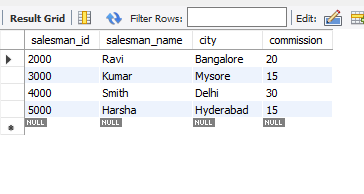 Result Grid Filter Rows: Edit:
salesman_id salesman_name city commission
2000 Ravi Bangalore 20
3000 Kumar Mysore 15
4000 Smith Delhi 30
5000 Harsha Hyderabad 15
NULL NULL NULL NULL